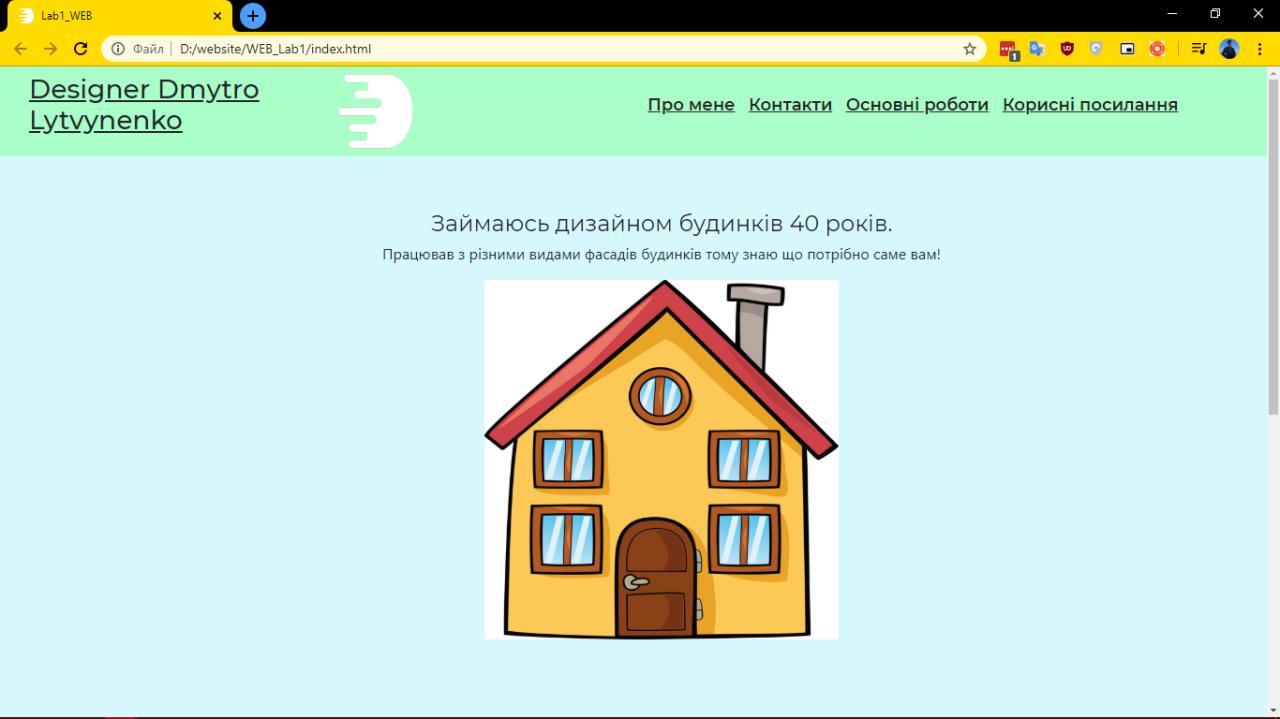 Lab1_WEB
Файл
D:/website/WEB_Lab1/index.html
1
Designer Dmytro
Lytvynenko
Про мене Контакти Основні роботи Корисні посилання
Займаюсь дизайном будинків 40 років.
Працював з різними видами фасадів будинків тому знаю що потрібно саме вам!